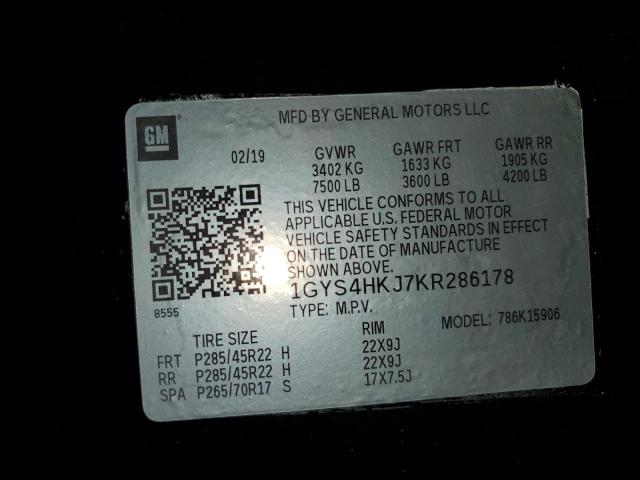 MFD BY GENERAL MOTORS LLC
GM
02/19 GVWR GAWR FRT GAWR RR
3402 KG 1633 KG 1905 KG
7500 LB 3600 LB 4200 LB
THIS VEHICLE CONFORMS TO ALL
APPLICABLE U.S. FEDERAL MOTOR
VEHICLE SAFETY STANDARDS IN EFFECT
ON THE DATE OF MANUFACTURE
SHOWN ABOVE.
1GYS4HKJ7KR286178
8555 TYPE: M.P.V. MODEL: 786K15906
TIRE SIZE RIM
FRT P285/45R22 H 22X9J
RR P285/45R22 H 22X9J
SPA P265/70R17 S 17X7.5J